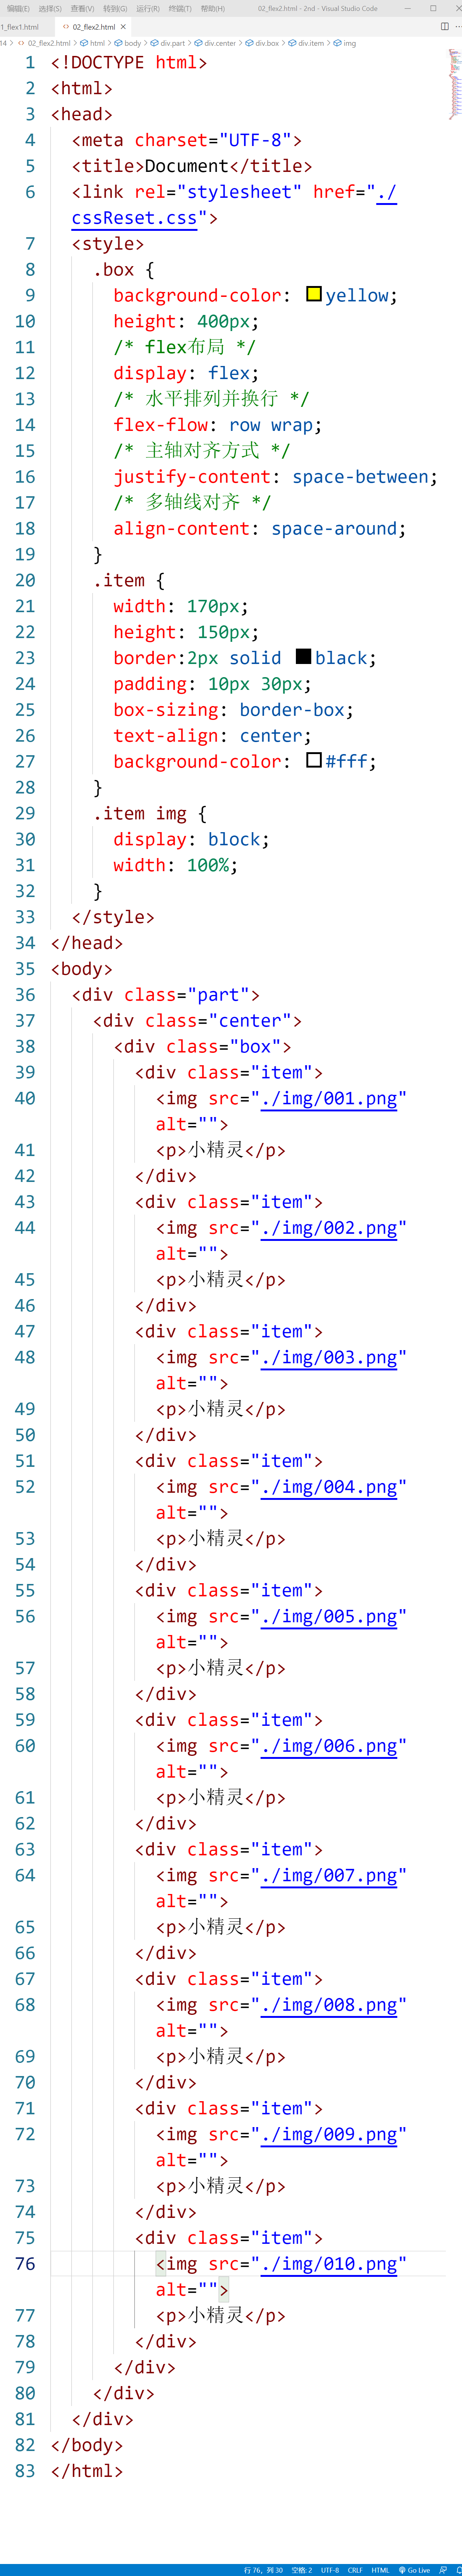 编辑(E) 选择(S) 查看(V) 转到(G) 运行(R) 终端(T) 帮助(H) 02_flex2.html - 2nd - Visual Studio Code
1_flex1.html 02_flex2.html
14 > 02_flex2.html > html > body > div.part > div.center > div.box > div.item > img
1 <!DOCTYPE html>
2 <html>
3 <head>
4 <meta charset="UTF-8">
5 <title>Document</title>
6 <link rel="stylesheet" href="./
cssReset.css">
7 <style>
8 .box {
9 background-color: yellow;
10 height: 400px;
11 /* flex布局 */
12 display: flex;
13 /* 水平排列并换行 */
14 flex-flow: row wrap;
15 /* 主轴对齐方式 */
16 justify-content: space-between;
17 /* 多轴线对齐 */
18 align-content: space-around;
19 }
20 .item {
21 width: 170px;
22 height: 150px;
23 border:2px solid black;
24 padding: 10px 30px;
25 box-sizing: border-box;
26 text-align: center;
27 background-color: #fff;
28 }
29 .item img {
30 display: block;
31 width: 100%;
32 }
33 </style>
34 </head>
35 <body>
36 <div class="part">
37 <div class="center">
38 <div class="box">
39 <div class="item">
40 <img src="./img/001.png"
alt="">
41 <p>小精灵</p>
42 </div>
43 <div class="item">
44 <img src="./img/002.png"
alt="">
45 <p>小精灵</p>
46 </div>
47 <div class="item">
48 <img src="./img/003.png"
alt="">
49 <p>小精灵</p>
50 </div>
51 <div class="item">
52 <img src="./img/004.png"
alt="">
53 <p>小精灵</p>
54 </div>
55 <div class="item">
56 <img src="./img/005.png"
alt="">
57 <p>小精灵</p>
58 </div>
59 <div class="item">
60 <img src="./img/006.png"
alt="">
61 <p>小精灵</p>
62 </div>
63 <div class="item">
64 <img src="./img/007.png"
alt="">
65 <p>小精灵</p>
66 </div>
67 <div class="item">
68 <img src="./img/008.png"
alt="">
69 <p>小精灵</p>
70 </div>
71 <div class="item">
72 <img src="./img/009.png"
alt="">
73 <p>小精灵</p>
74 </div>
75 <div class="item">
76 <img src="./img/010.png"
alt="">
77 <p>小精灵</p>
78 </div>
79 </div>
80 </div>
81 </div>
82 </body>
83 </html>
行 76, 列 30 空格: 2 UTF-8 CRLF HTML Go Live